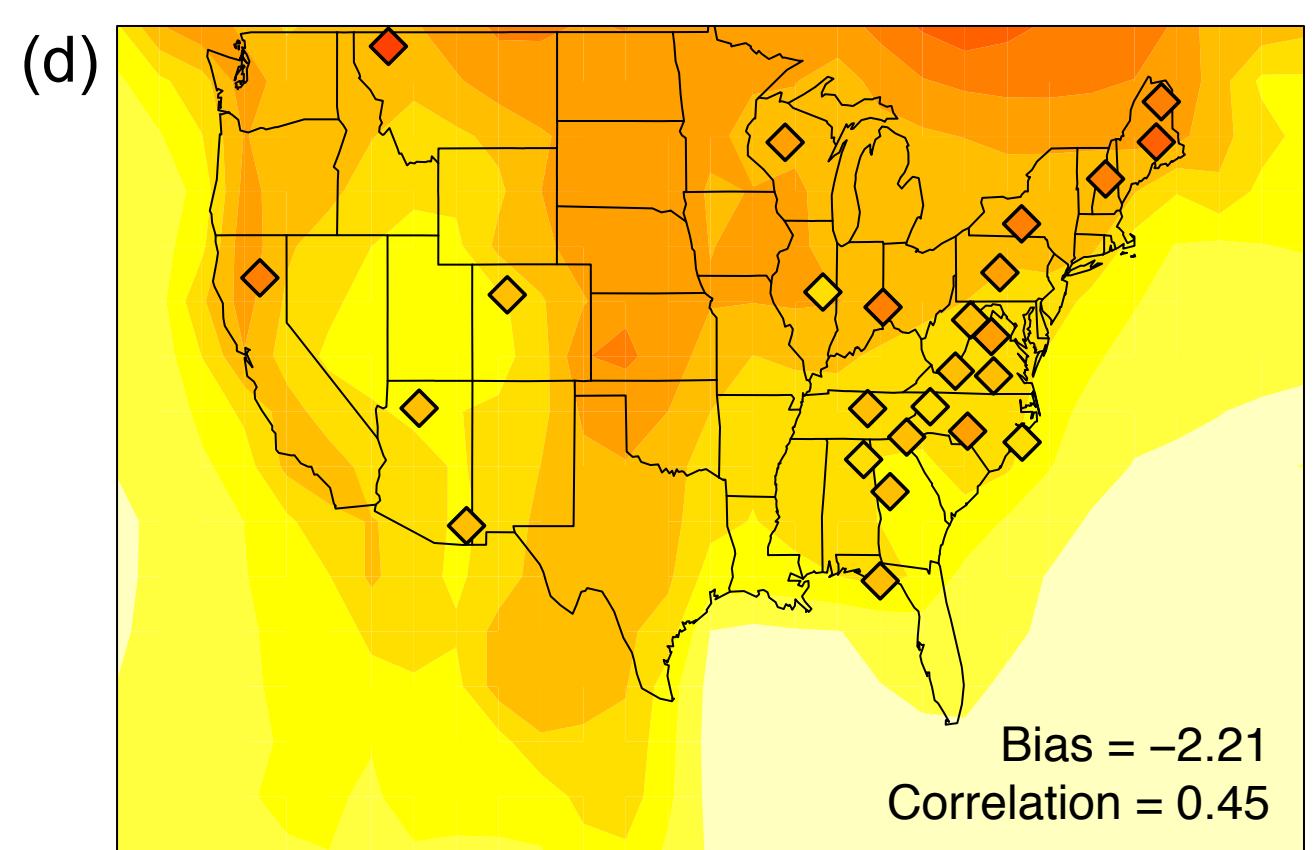 (d)
Bias = −2.21
Correlation = 0.45